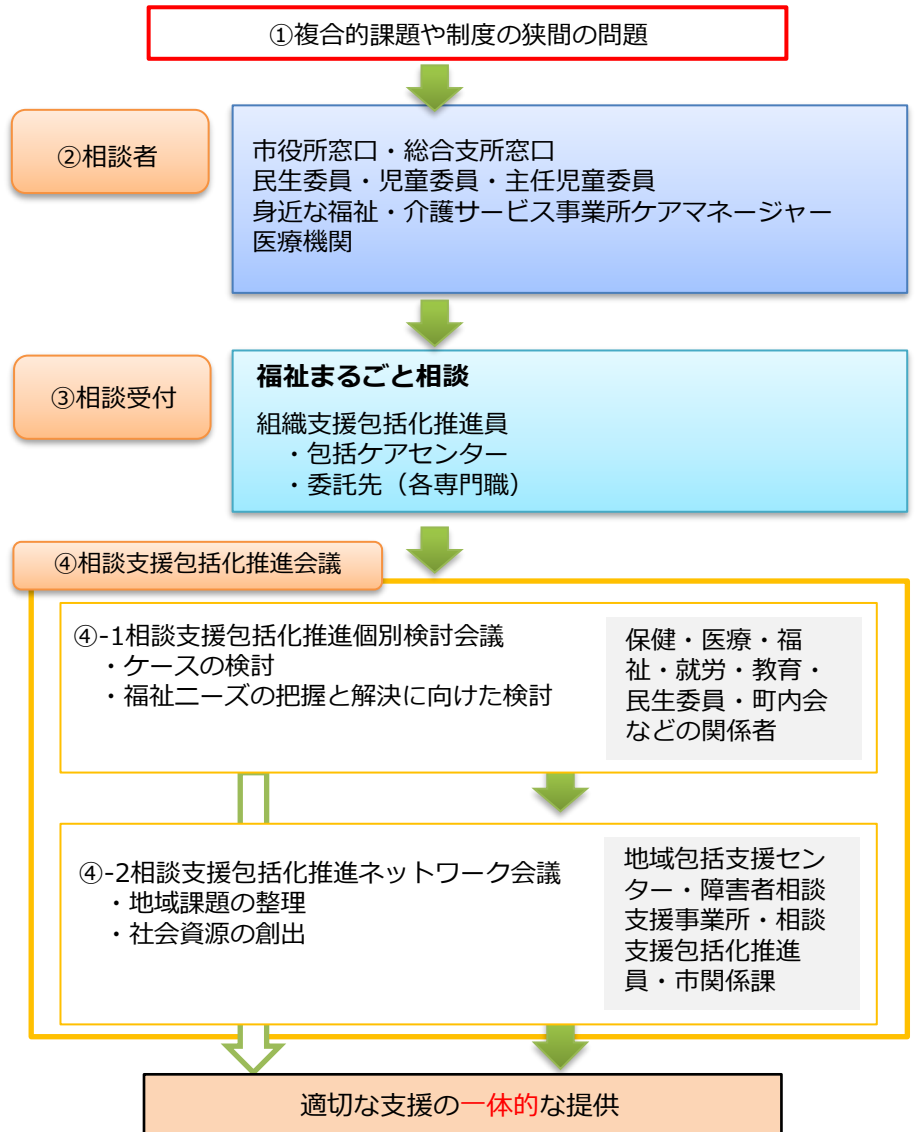 ①複合的課題や制度の狭間の問題
②相談者
市役所窓口・総合支所窓口
民生委員・児童委員・主任児童委員
身近な福祉・介護サービス事業所ケアマネージャー
医療機関
③相談受付
福祉まるごと相談
組織支援包括化推進員
・包括ケアセンター
・委託先（各専門職）
④相談支援包括化推進会議
④-1相談支援包括化推進個別検討会議
・ケースの検討
・福祉ニーズの把握と解決に向けた検討
保健・医療・福
祉・就労・教育・
民生委員・町内会
などの関係者
④-2相談支援包括化推進ネットワーク会議
・地域課題の整理
・社会資源の創出
地域包括支援セン
ター・障害者相談
支援事業所・相談
支援包括化推進
員・市関係課
適切な支援の一体的な提供